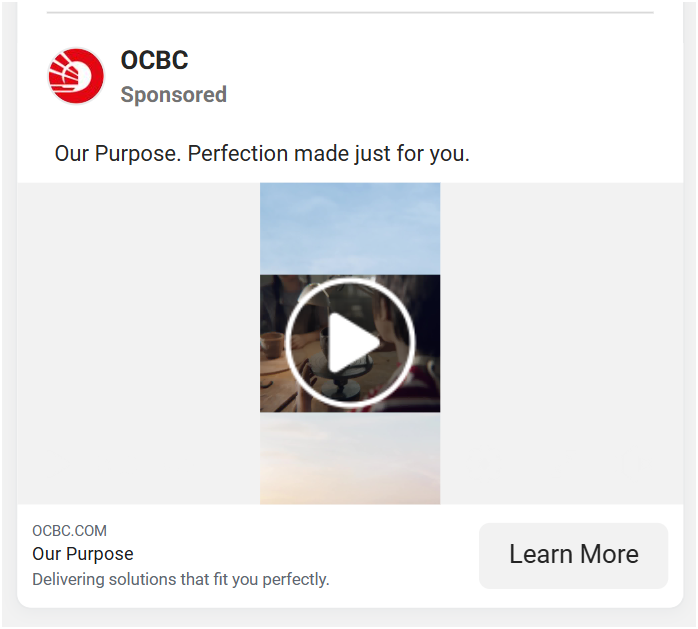 OCBC
Sponsored
Our Purpose. Perfection made just for you.
OCBC.COM
Our Purpose
Delivering solutions that fit you perfectly.
Learn More